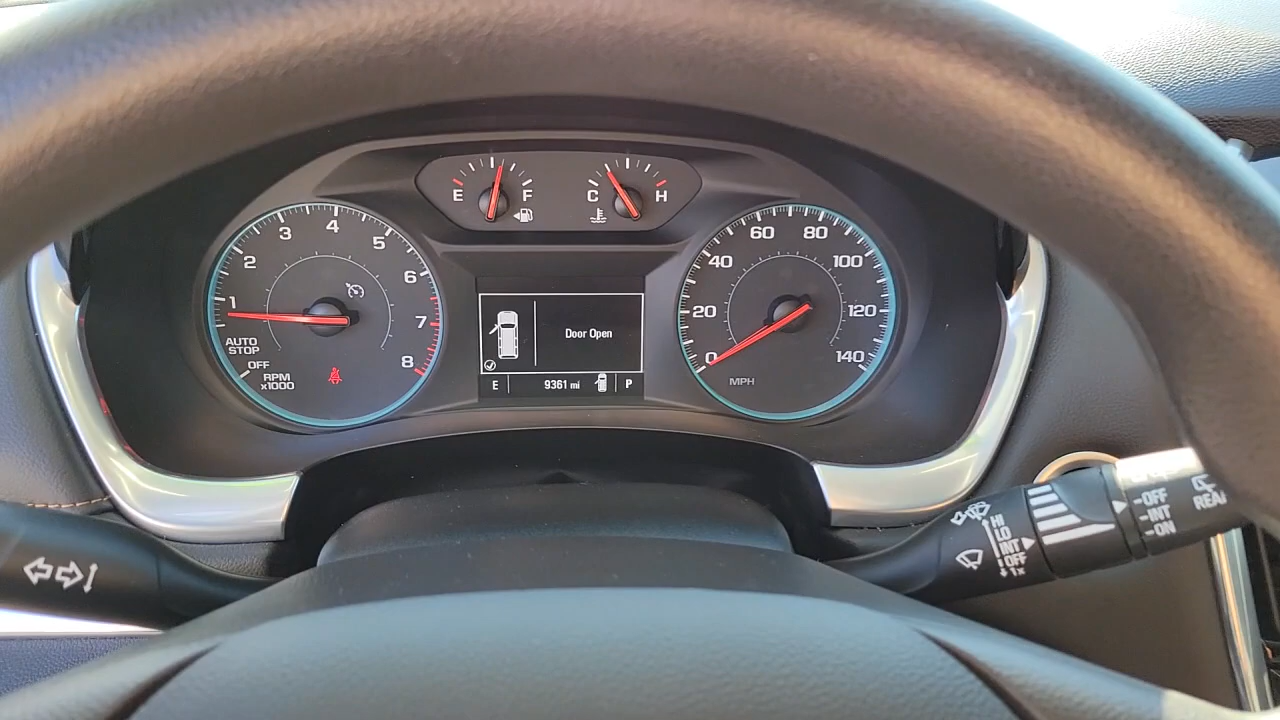 E F
C H
1 2 3 4 5 6 7 8
AUTO
STOP
OFF
RPM
x1000
Door Open
E 9361 mi P
0 20 40 60 80 100 120 140
MPH
HI
LO
INT
OFF
1x
-OFF
-INT
-ON